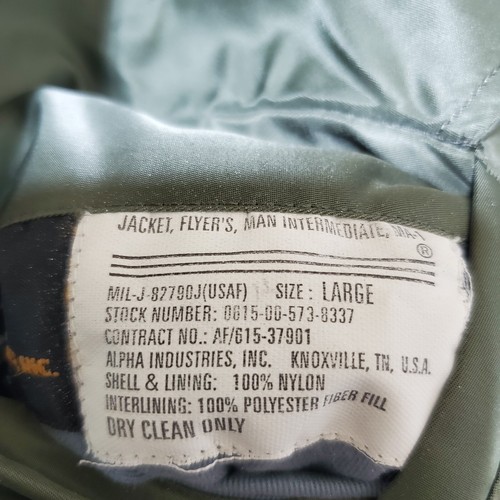 JACKET, FLYER'S, MAN INTERMEDIATE, MA-1
®
MIL-J-82790J(USAF) SIZE: LARGE
STOCK NUMBER: 0615-00-573-8337
CONTRACT NO.: AF/615-37901
ALPHA INDUSTRIES, INC. KNOXVILLE, TN, U.S.A.
SHELL & LINING: 100% NYLON
INTERLINING: 100% POLYESTER FIBER FILL
DRY CLEAN ONLY
INC.